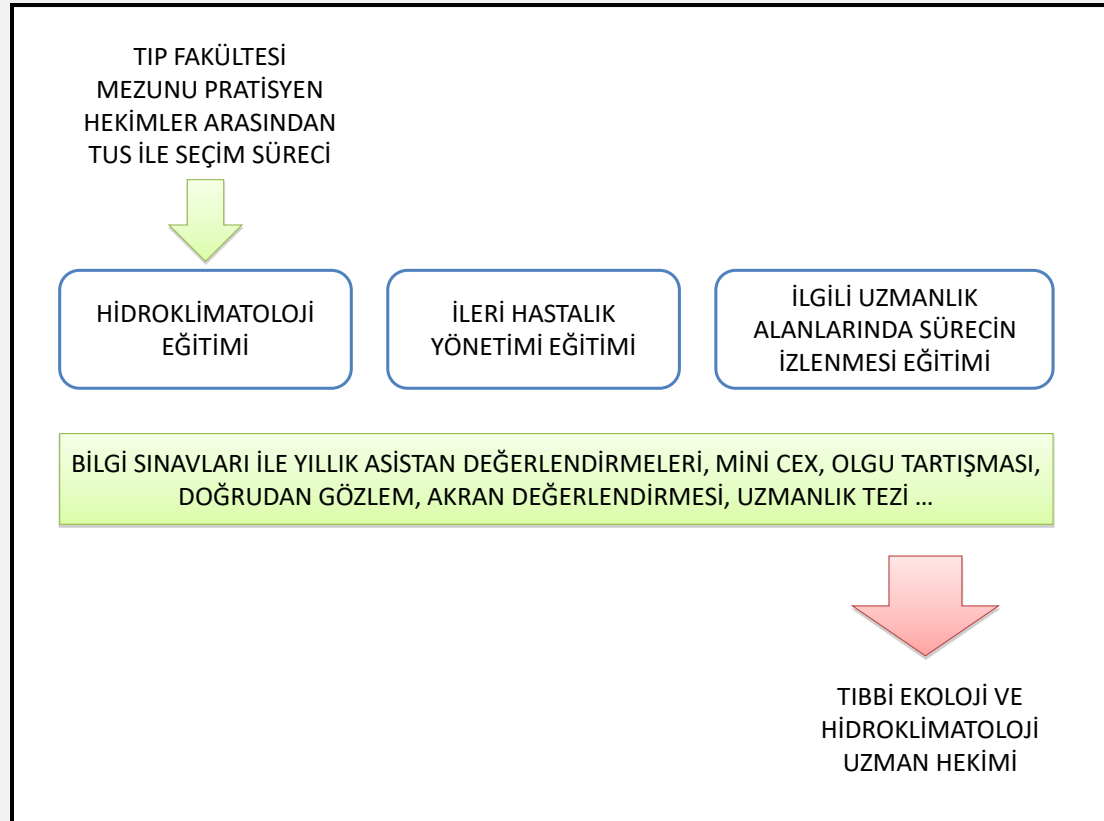 TIP FAKÜLTESİ
MEZUNU PRATİSYEN
HEKİMLER ARASINDAN
TUS İLE SEÇİM SÜRECİ
HİDROKLİMATOLOJİ
EĞİTİMİ
İLERİ HASTALIK
YÖNETİMİ EĞİTİMİ
İLGİLİ UZMANLIK
ALANLARINDA SÜRECİN
İZLENMESİ EĞİTİMİ
BİLGİ SINAVLARI İLE YILLIK ASİSTAN DEĞERLENDİRMELERİ, MİNİ CEX, OLGU TARTIŞMASI,
DOĞRUDAN GÖZLEM, AKRAN DEĞERLENDİRMESİ, UZMANLIK TEZİ ...
TIBBİ EKOLOJİ VE
HİDROKLİMATOLOJİ
UZMAN HEKİMİ